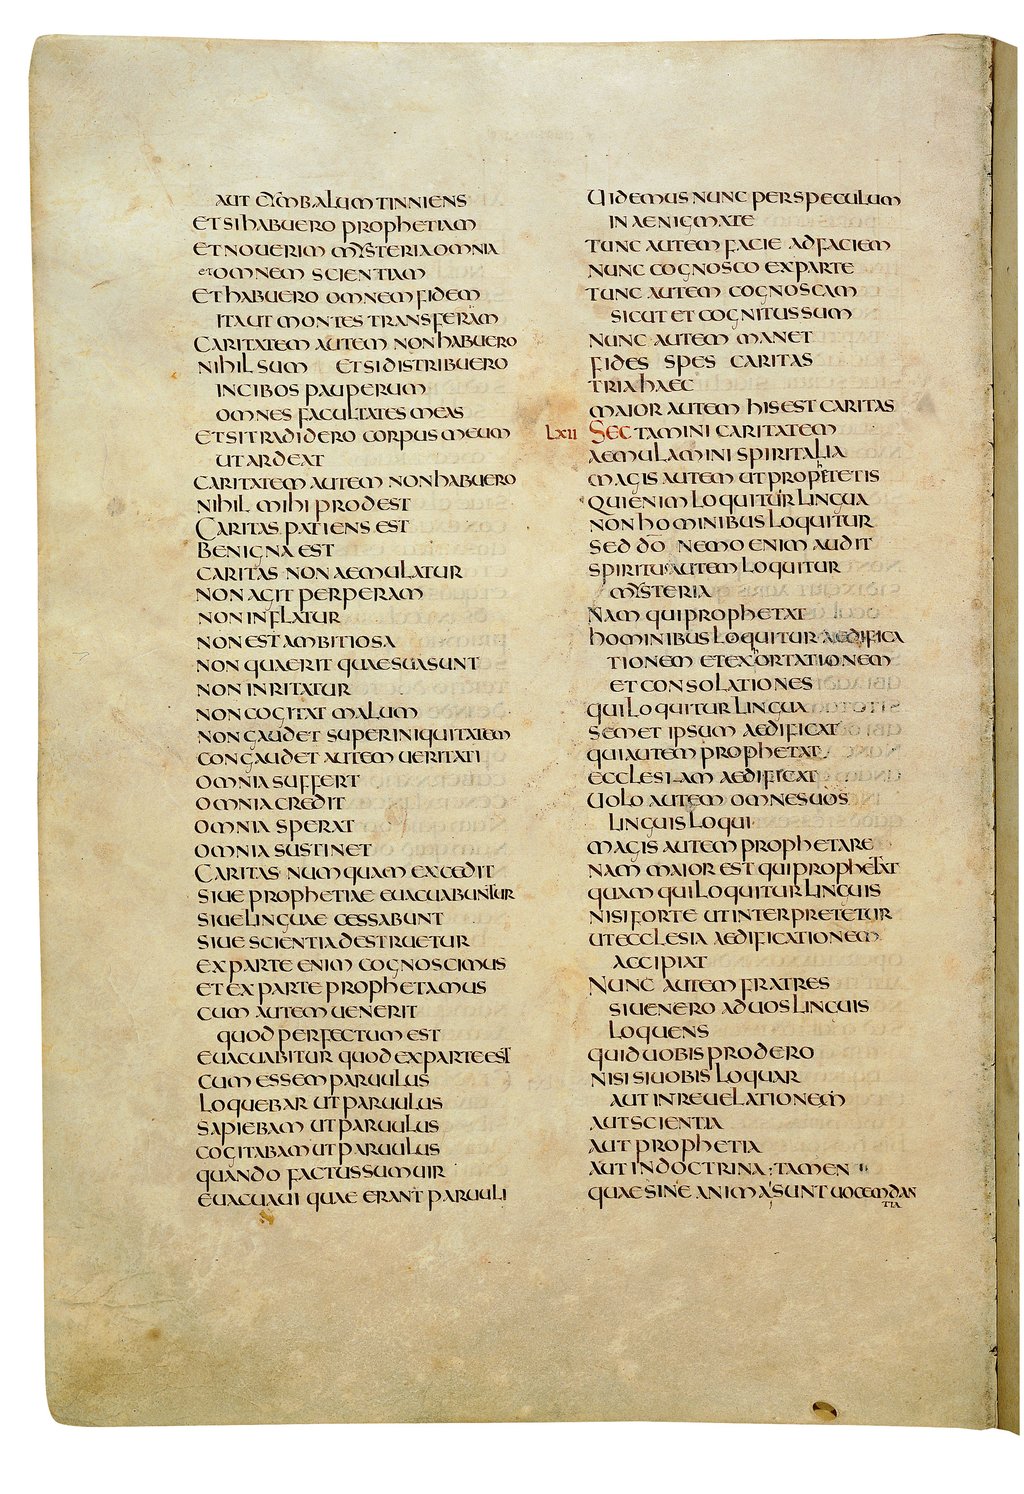 AUT CYMBALUM TINNIENS
ET SI HABUERO PROPHETIAM
ET NOUERIM MYSTERIA OMNIA
et OMNEM SCIENTIAM
ET HABUERO OMNEM FIDEM
ITA UT MONTES TRANSFERAM
CARITATEM AUTEM NON HABUERO
NIHIL SUM ET SI DISTRIBUERO
IN CIBOS PAUPERUM
OMNES FACULTATES MEAS
ET SI TRADIDERO CORPUS MEUM
UT ARDEAT
CARITATEM AUTEM NON HABUERO
NIHIL MIHI PRODEST
CARITAS PATIENS EST
BENIGNA EST
CARITAS NON AEMULATUR
NON AGIT PERPERAM
NON INFLATUR
NON EST AMBITIOSA
NON QUAERIT QUAE SUA SUNT
NON INRITATUR
NON COGITAT MALUM
NON GAUDET SUPER INIQUITATEM
CONGAUDET AUTEM UERITATI
OMNIA SUFFERT
OMNIA CREDIT
OMNIA SPERAT
OMNIA SUSTINET
CARITAS NUMQUAM EXCEDIT
SIUE PROPHETIAE EUACUABUNTUR
SIUE LINGUAE CESSABUNT
SIUE SCIENTIA DESTRUETUR
EX PARTE ENIM COGNOSCIMUS
ET EX PARTE PROPHETAMUS
CUM AUTEM UENERIT
QUOD PERFECTUM EST
EUACUABITUR QUOD EX PARTE EST
CUM ESSEM PARUULUS
LOQUEBAR UT PARUULUS
SAPIEBAM UT PARUULUS
COGITABAM UT PARUULUS
QUANDO FACTUS SUM UIR
EUACUAUI QUAE ERANT PARUULI
UIDEMUS NUNC PER SPECULUM
IN AENIGMATE
TUNC AUTEM FACIE AD FACIEM
NUNC COGNOSCO EX PARTE
TUNC AUTEM COGNOSCAM
SICUT ET COGNITUS SUM
NUNC AUTEM MANET
FIDES SPES CARITAS
TRIA HAEC
MAIOR AUTEM HIS EST CARITAS
LXII SECTAMINI CARITATEM
AEMULAMINI SPIRITALIA
MAGIS AUTEM UT PROPHETETIS
QUI ENIM LOQUITUR LINGUA
NON HOMINIBUS LOQUITUR
SED DŌ NEMO ENIM AUDIT
SPIRITU AUTEM LOQUITUR
MYSTERIA
NAM QUI PROPHETAT
HOMINIBUS LOQUITUR AEDIFICA
TIONEM ET EXHORTATIONEM
ET CONSOLATIONES
QUI LOQUITUR LINGUA
SEMET IPSUM AEDIFICAT
QUI AUTEM PROPHETAT
ECCLESIAM AEDIFICAT
UOLO AUTEM OMNES UOS
LINGUIS LOQUI
MAGIS AUTEM PROPHETARE
NAM MAIOR EST QUI PROPHETAT
QUAM QUI LOQUITUR LINGUIS
NISI FORTE UT INTERPRETETUR
UT ECCLESIA AEDIFICATIONEM
ACCIPIAT
NUNC AUTEM FRATRES
SI UENERO AD UOS LINGUIS
LOQUENS
QUID UOBIS PRODERO
NISI SI UOBIS LOQUAR
AUT IN REUELATIONEM
AUT SCIENTIA
AUT PROPHETIA
AUT IN DOCTRINA; TAMEN
QUAE SINE ANIMA SUNT UOCEM DAN
TIA